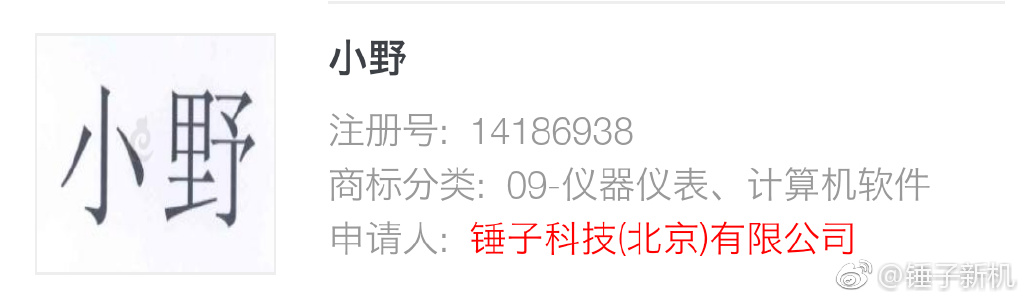 小野
小野
注册号: 14186938
商标分类: 09-仪器仪表、计算机软件
申请人: 锤子科技(北京)有限公司
@锤子新机